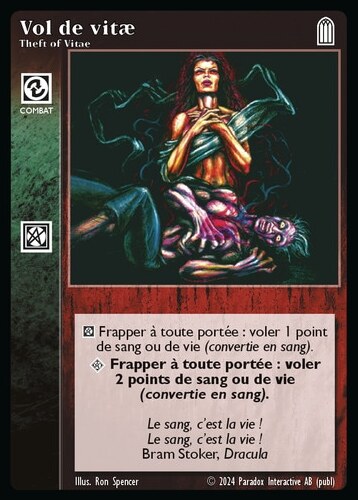 Vol de vitæ
Theft of Vitae
COMBAT
Frapper à toute portée : voler 1 point
de sang ou de vie (convertie en sang).
Frapper à toute portée : voler
2 points de sang ou de vie
(convertie en sang).
Le sang, c'est la vie !
Le sang, c'est la vie !
Bram Stoker, Dracula
Illus. Ron Spencer
© 2024 Paradox Interactive AB (publ)